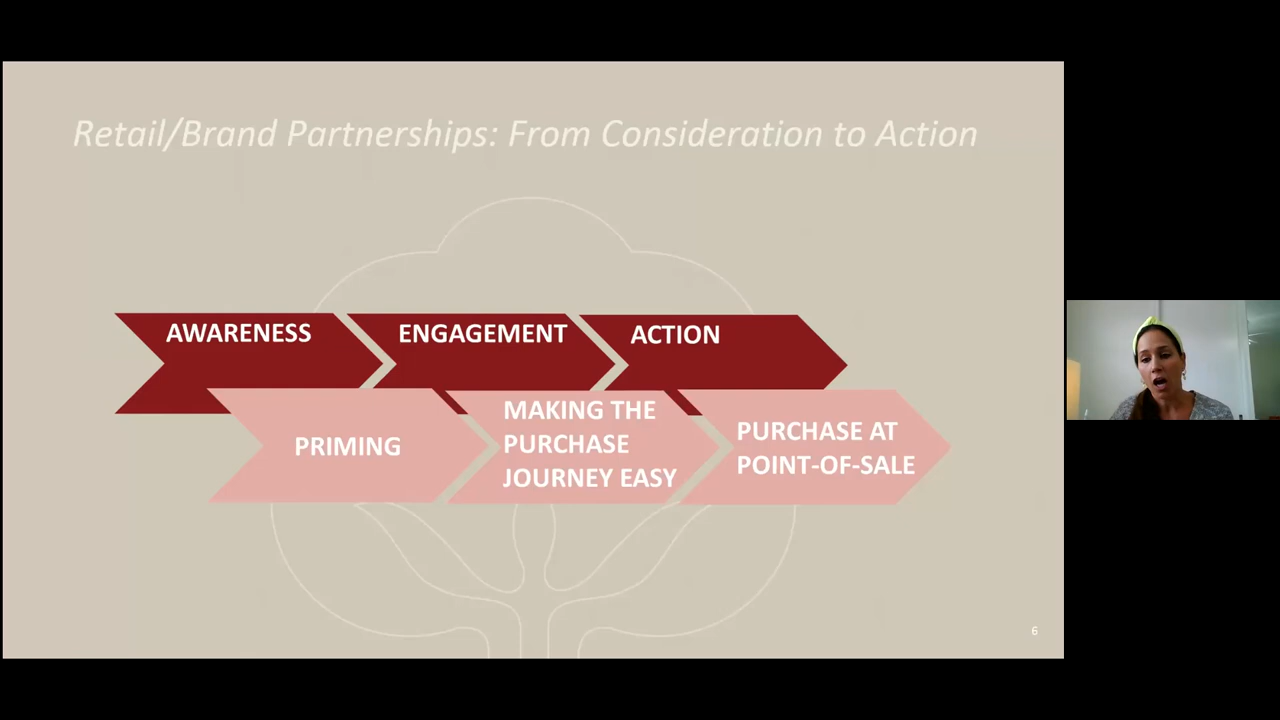 Retail/Brand Partnerships: From Consideration to Action
AWARENESS
ENGAGEMENT
ACTION
PRIMING
MAKING THE
PURCHASE
JOURNEY EASY
PURCHASE AT
POINT-OF-SALE
6